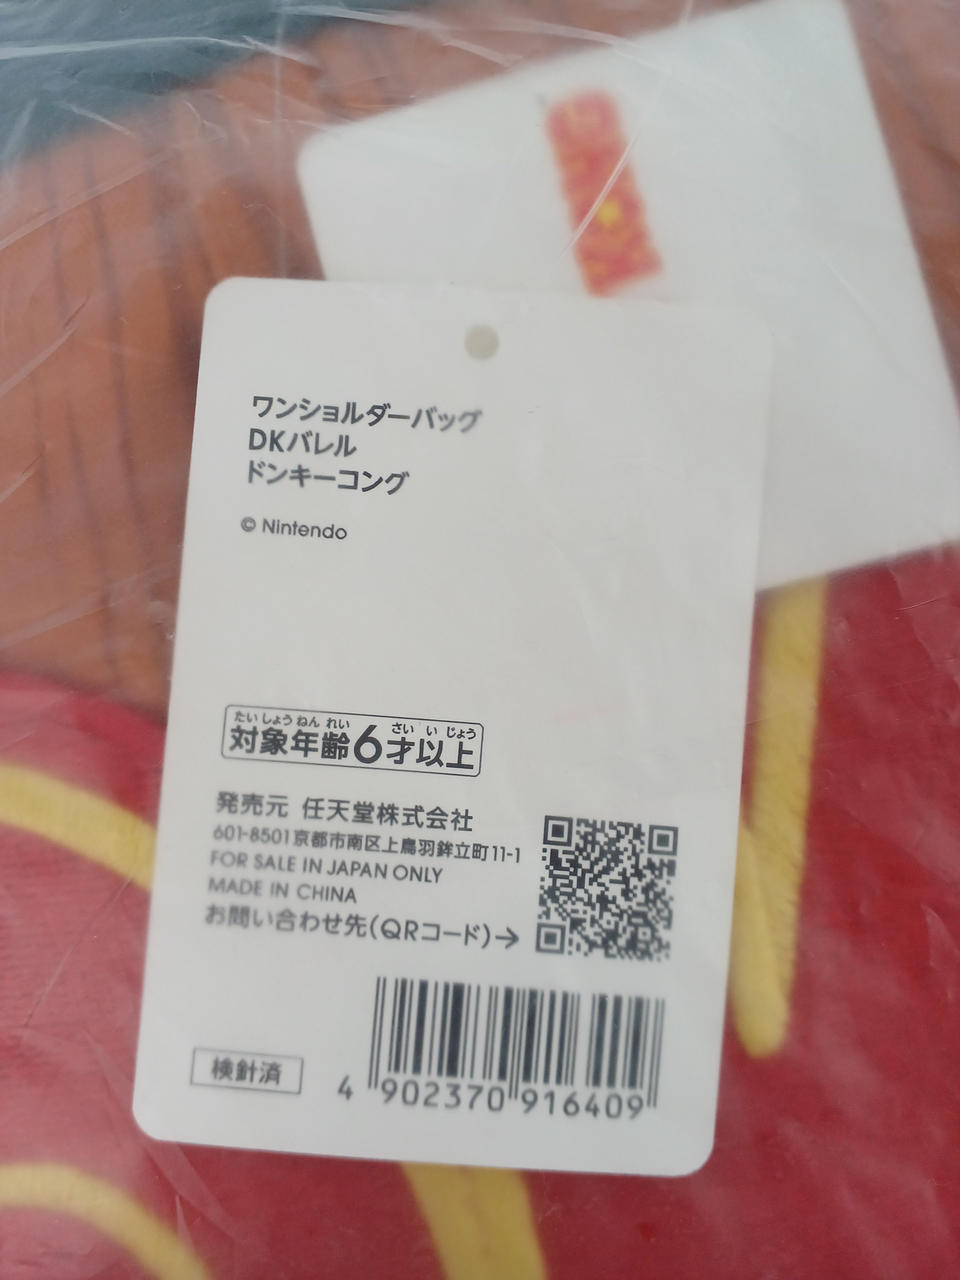 ワンショルダーバッグ
DKバレル
ドンキーコング
© Nintendo
たいしょうねんれい さいいじょう
対象年齢6才以上
発売元 任天堂株式会社
601-8501京都市南区上鳥羽鉾立町11-1
FOR SALE IN JAPAN ONLY
MADE IN CHINA
お問い合わせ先(QRコード)→
検針済
4 902370 916409